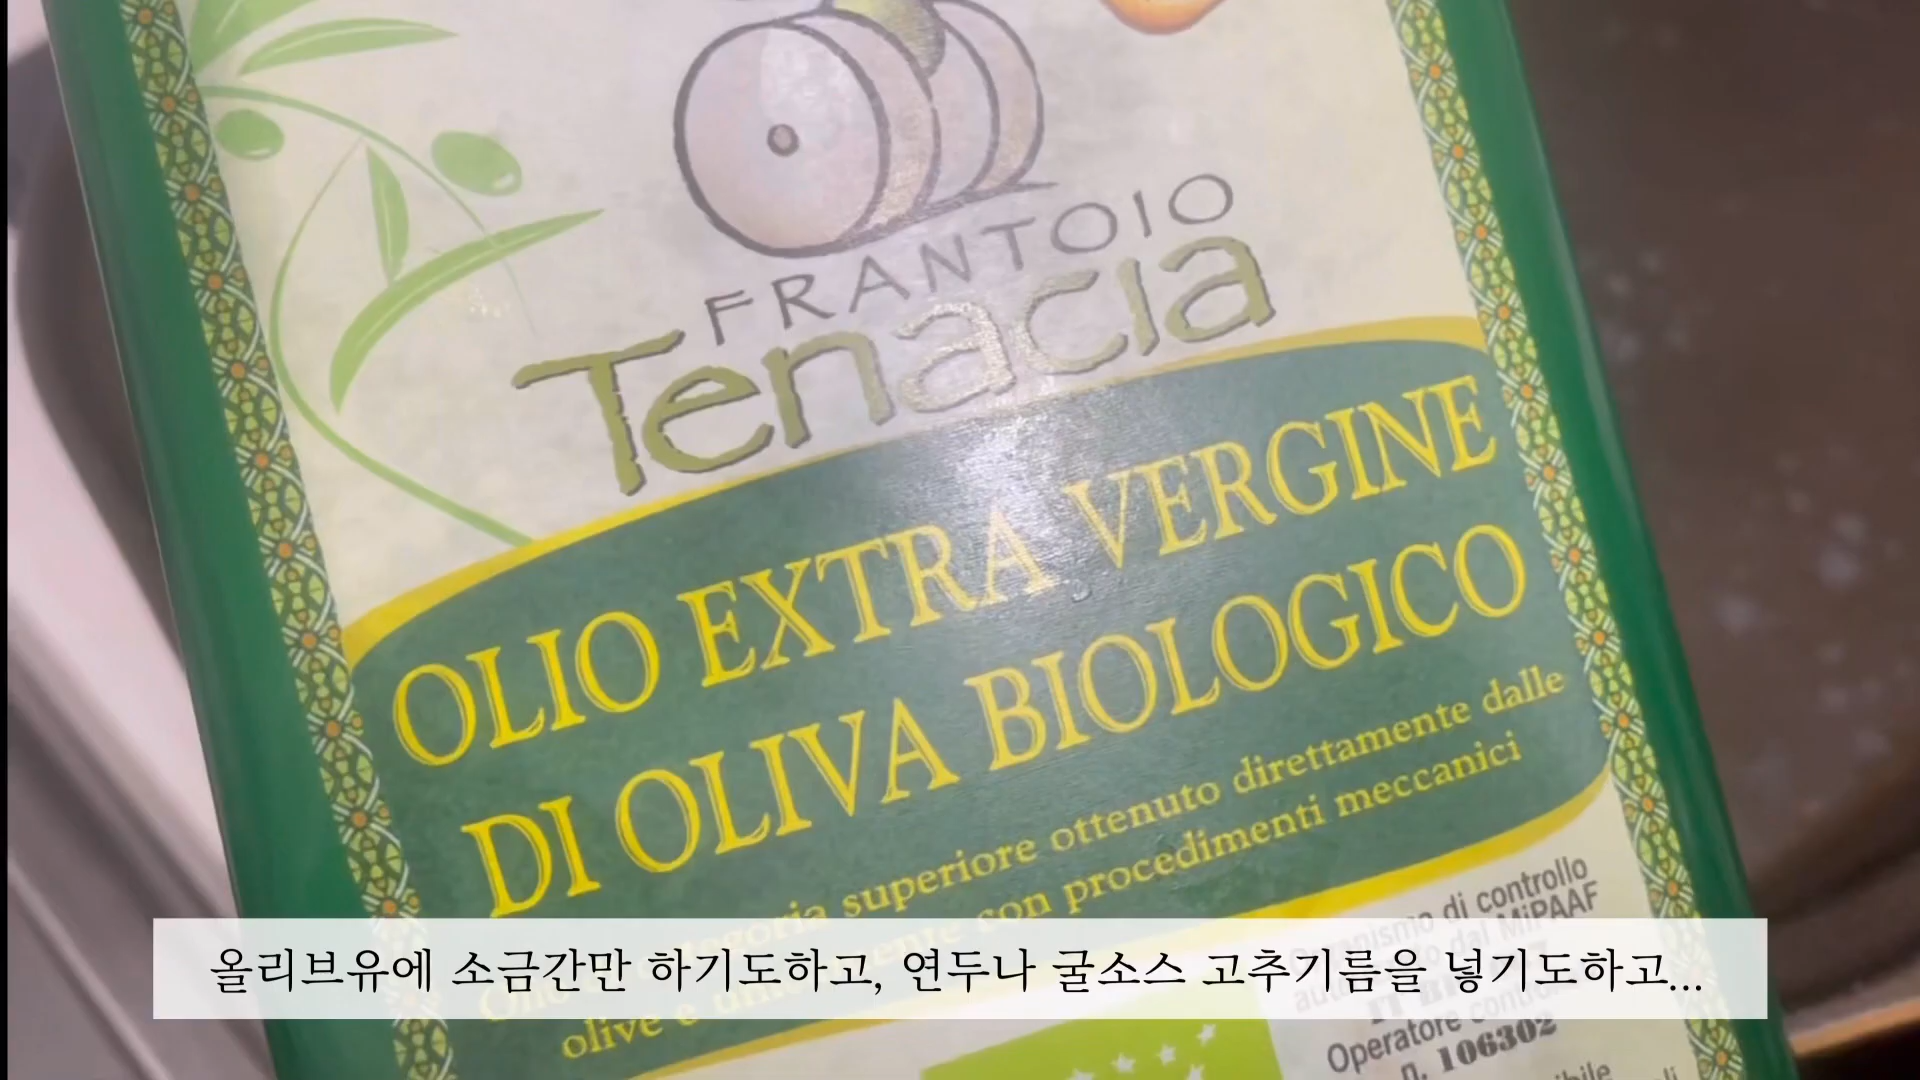 FRANTOIO
Tenacia
OLIO EXTRA VERGINE
DI OLIVA BIOLOGICO
superiore ottenuto direttamente dalle
olive e con procedimenti meccanici
di controllo
dal MiPAAF
Operatore
n. 106302
올리브유에 소금간만 하기도하고, 연두나 굴소스 고추기름을 넣기도하고...